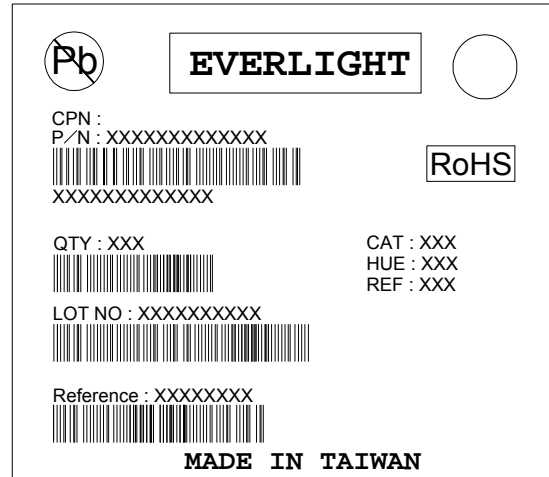 Pb
EVERLIGHT
CPN :
P/N : XXXXXXXXXXXXX
RoHS
XXXXXXXXXXXXX
QTY : XXX
CAT : XXX
HUE : XXX
REF : XXX
LOT NO : XXXXXXXXXX
Reference : XXXXXXXX
MADE IN TAIWAN